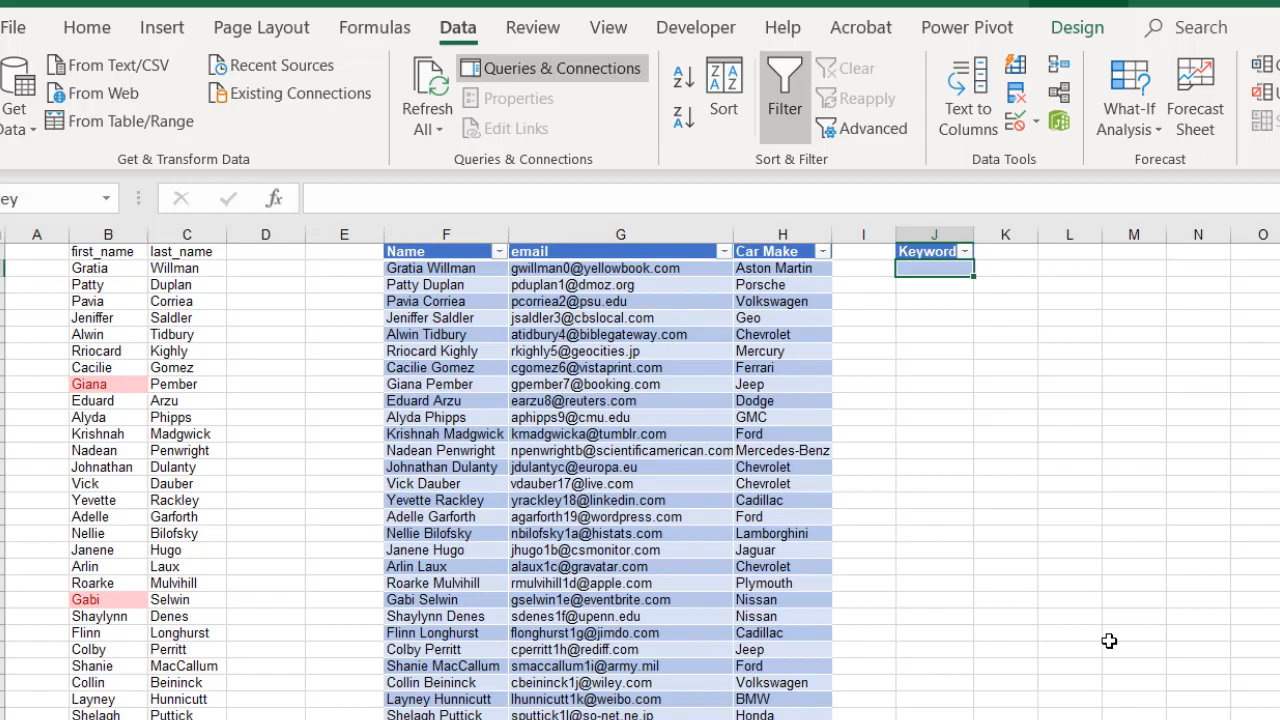 File Home Insert Page Layout Formulas Data Review View Developer Help Acrobat Power Pivot Design Search
Get Data
From Text/CSV
From Web
From Table/Range
Recent Sources
Existing Connections
Get & Transform Data
Refresh All
Queries & Connections
Properties
Edit Links
Queries & Connections
Sort
Filter
Clear
Reapply
Advanced
Sort & Filter
Text to Columns
Data Tools
What-If Analysis
Forecast Sheet
Forecast
ey fx
A B C D E F G H I J K L M N O
first_name last_name Name email Car Make Keyword
Gratia Willman Gratia Willman gwillman0@yellowbook.com Aston Martin
Patty Duplan Patty Duplan pduplan1@dmoz.org Porsche
Pavia Corriea Pavia Corriea pcorriea2@psu.edu Volkswagen
Jeniffer Saldler Jeniffer Saldler jsaldler3@cbslocal.com Geo
Alwin Tidbury Alwin Tidbury atidbury4@biblegateway.com Chevrolet
Rriocard Kighly Rriocard Kighly rkighly5@geocities.jp Mercury
Cacilie Gomez Cacilie Gomez cgomez6@vistaprint.com Ferrari
Giana Pember Giana Pember gpember7@booking.com Jeep
Eduard Arzu Eduard Arzu earzu8@reuters.com Dodge
Alyda Phipps Alyda Phipps aphipps9@cmu.edu GMC
Krishnah Madgwick Krishnah Madgwick kmadgwicka@tumblr.com Ford
Nadean Penwright Nadean Penwright npenwrightb@scientificamerican.com Mercedes-Benz
Johnathan Dulanty Johnathan Dulanty jdulantyc@europa.eu Chevrolet
Vick Dauber Vick Dauber vdauber17@live.com Chevrolet
Yevette Rackley Yevette Rackley yrackley18@linkedin.com Cadillac
Adelle Garforth Adelle Garforth agarforth19@wordpress.com Ford
Nellie Bilofsky Nellie Bilofsky nbilofsky1a@histats.com Lamborghini
Janene Hugo Janene Hugo jhugo1b@csmonitor.com Jaguar
Arlin Laux Arlin Laux alaux1c@gravatar.com Chevrolet
Roarke Mulvihill Roarke Mulvihill rmulvihill1d@apple.com Plymouth
Gabi Selwin Gabi Selwin gselwin1e@eventbrite.com Nissan
Shaylynn Denes Shaylynn Denes sdenes1f@upenn.edu Nissan
Flinn Longhurst Flinn Longhurst flonghurst1g@jimdo.com Cadillac
Colby Perritt Colby Perritt cperritt1h@rediff.com Jeep
Shanie MacCallum Shanie MacCallum smaccallum1i@army.mil Ford
Collin Beininck Collin Beininck cbeininck1j@wiley.com Volkswagen
Layney Hunnicutt Layney Hunnicutt lhunnicutt1k@weibo.com BMW
Shelagh Puttick Shelagh Puttick sputtick1l@so-net.ne.jp Honda